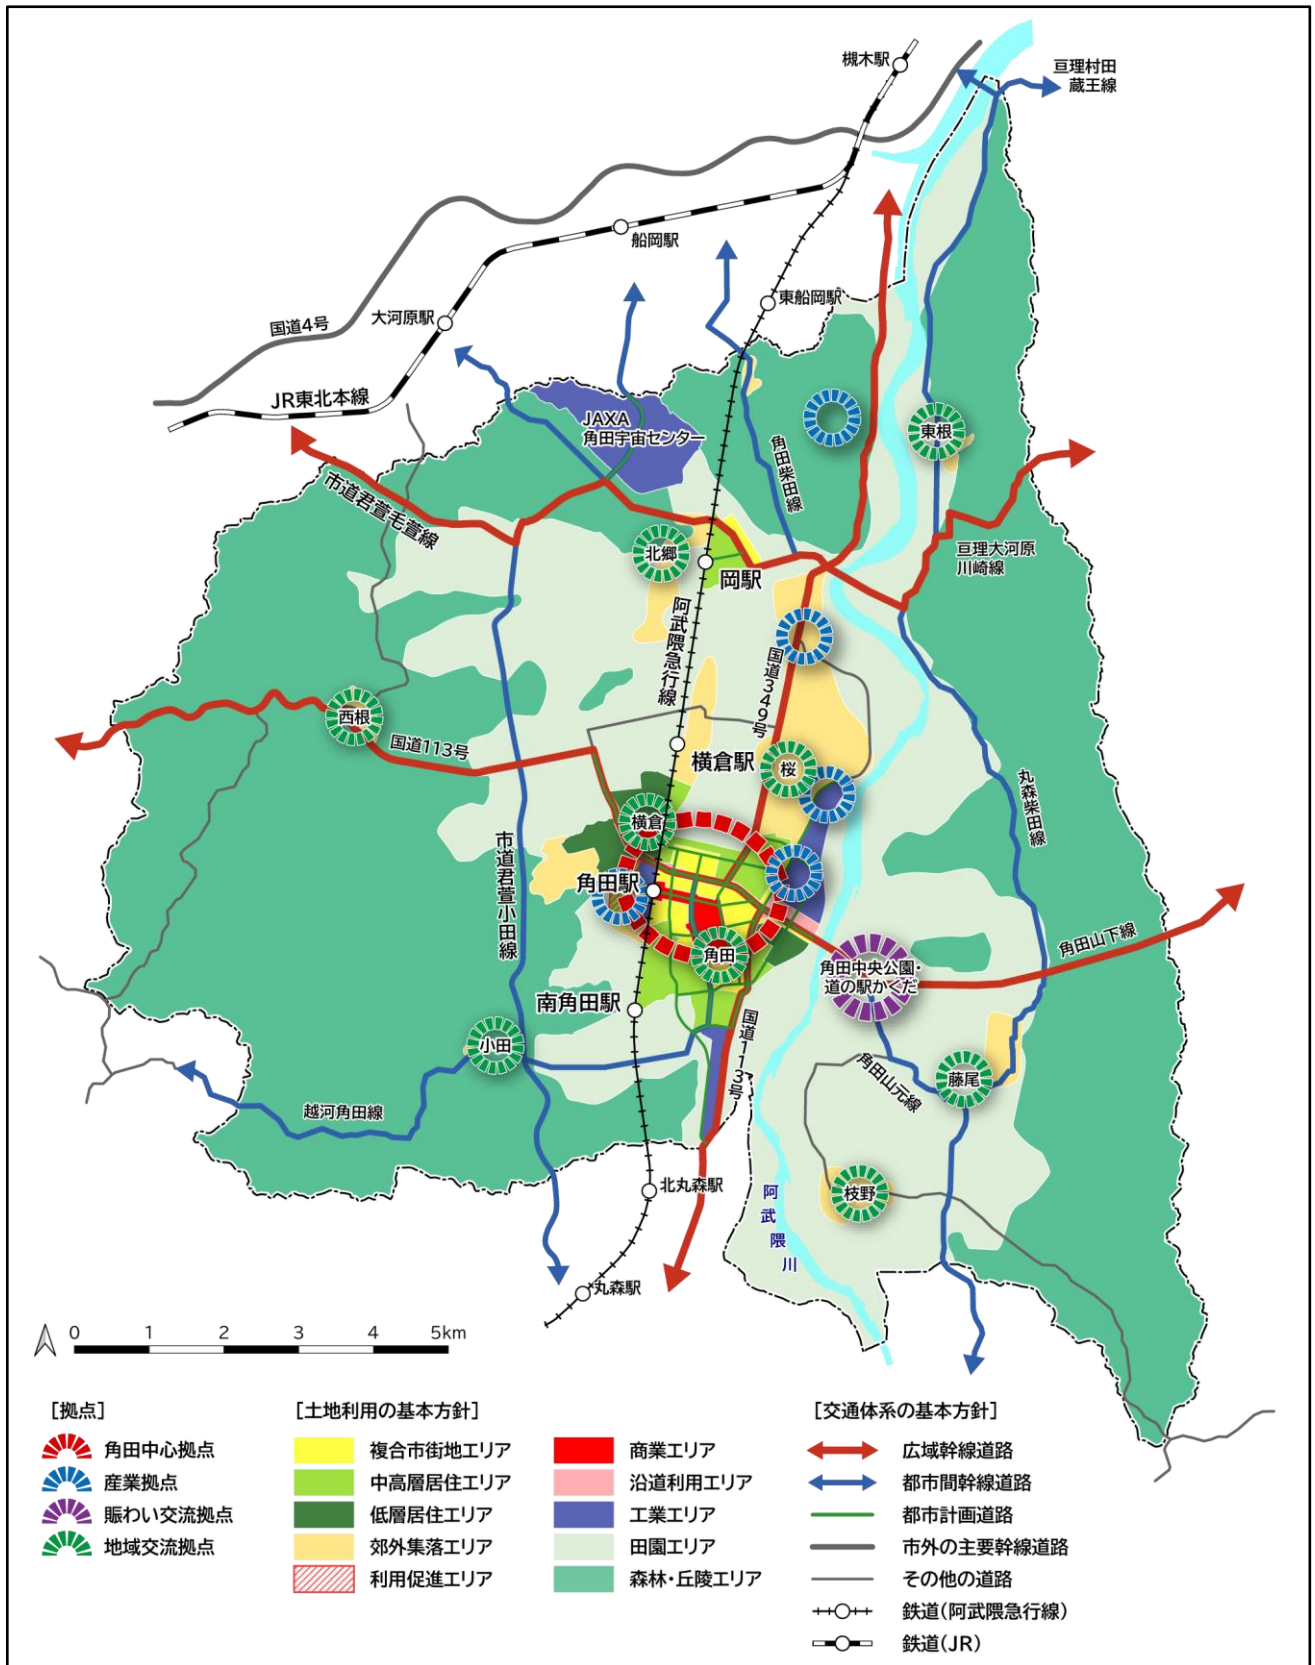 槻木駅
亘理村田
蔵王線
船岡駅
東船岡駅
大河原駅
国道4号
JR東北本線
JAXA
角田宇宙センター
角田柴田線
東根
市道君萱毛萱線
北郷
岡駅
亘理大河原
川崎線
阿武隈急行線
国道349号
西根
国道113号
横倉駅
桜
丸森柴田線
横倉
市道君萱小田線
角田駅
角田
角田山下線
角田中央公園・
道の駅かくだ
南角田駅
国道113号
小田
角田山元線
藤尾
越河角田線
北丸森駅
枝野
阿武隈川
丸森駅
0 1 2 3 4 5km
[拠点]
角田中心拠点
産業拠点
賑わい交流拠点
地域交流拠点
[土地利用の基本方針]
複合市街地エリア
中高層居住エリア
低層居住エリア
郊外集落エリア
利用促進エリア
商業エリア
沿道利用エリア
工業エリア
田園エリア
森林・丘陵エリア
[交通体系の基本方針]
広域幹線道路
都市間幹線道路
都市計画道路
市外の主要幹線道路
その他の道路
鉄道(阿武隈急行線)
鉄道(JR)